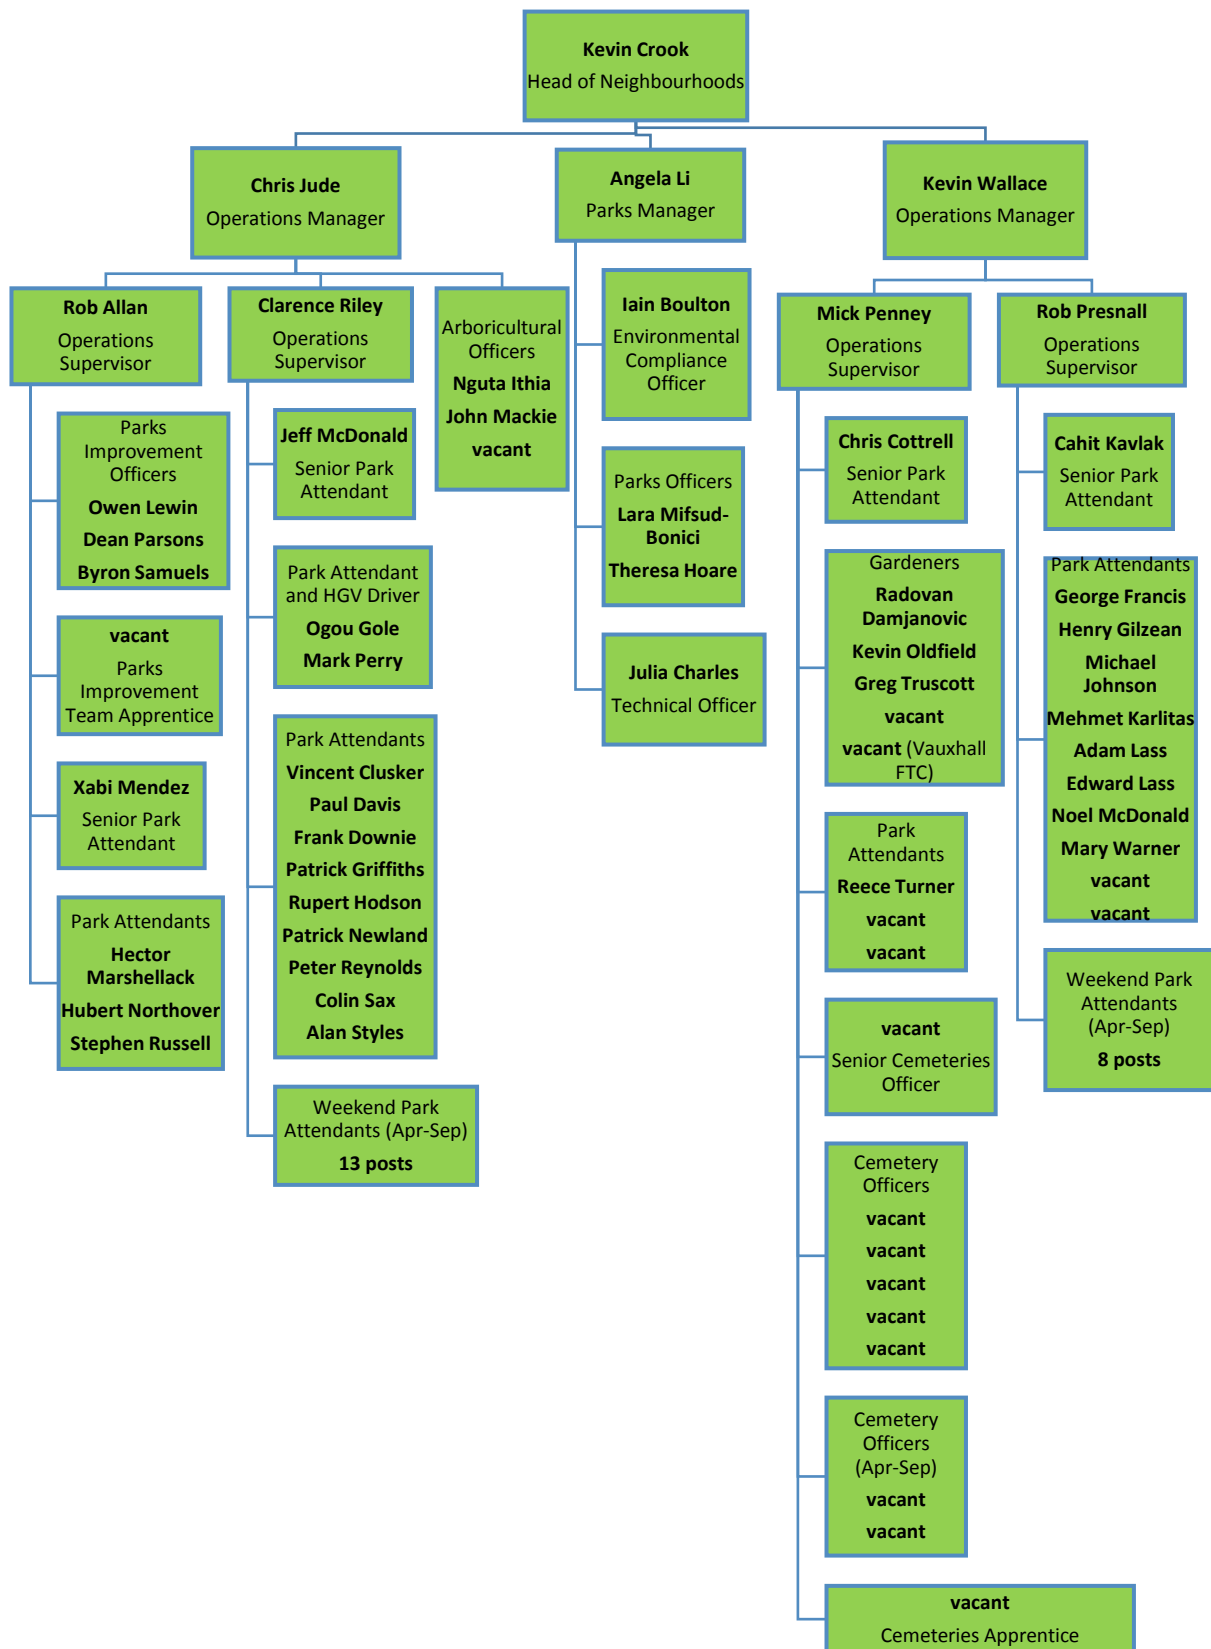 Kevin Crook
Head of Neighbourhoods
Chris Jude
Operations Manager
Angela Li
Parks Manager
Kevin Wallace
Operations Manager
Rob Allan
Operations
Supervisor
Parks
Improvement
Officers
Owen Lewin
Dean Parsons
Byron Samuels
vacant
Parks
Improvement
Team Apprentice
Xabi Mendez
Senior Park
Attendant
Park Attendants
Hector
Marshellack
Hubert Northover
Stephen Russell
Clarence Riley
Operations
Supervisor
Jeff McDonald
Senior Park
Attendant
Park Attendant
and HGV Driver
Ogou Gole
Mark Perry
Park Attendants
Vincent Clusker
Paul Davis
Frank Downie
Patrick Griffiths
Rupert Hodson
Patrick Newland
Peter Reynolds
Colin Sax
Alan Styles
Weekend Park
Attendants (Apr-Sep)
13 posts
Arboricultural
Officers
Nguta Ithia
John Mackie
vacant
Iain Boulton
Environmental
Compliance
Officer
Parks Officers
Lara Mifsud-
Bonici
Theresa Hoare
Julia Charles
Technical Officer
Mick Penney
Operations
Supervisor
Chris Cottrell
Senior Park
Attendant
Gardeners
Radovan
Damjanovic
Kevin Oldfield
Greg Truscott
vacant
vacant (Vauxhall
FTC)
Park
Attendants
Reece Turner
vacant
vacant
vacant
Senior Cemeteries
Officer
Cemetery
Officers
vacant
vacant
vacant
vacant
vacant
Cemetery
Officers
(Apr-Sep)
vacant
vacant
vacant
Cemeteries Apprentice
Rob Presnall
Operations
Supervisor
Cahit Kavlak
Senior Park
Attendant
Park Attendants
George Francis
Henry Gilzean
Michael
Johnson
Mehmet Karlitas
Adam Lass
Edward Lass
Noel McDonald
Mary Warner
vacant
vacant
Weekend Park
Attendants
(Apr-Sep)
8 posts